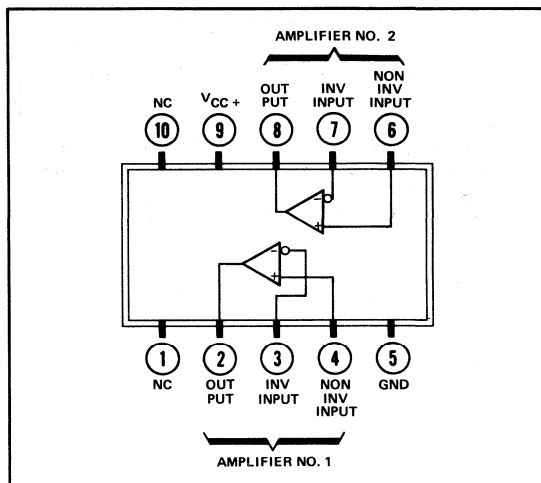 AMPLIFIER NO. 2
NC
VCC +
OUT
PUT
INV
INPUT
NON
INV
INPUT
10 9 8 7 6
-
+
-
+
1 2 3 4 5
NC
OUT
PUT
INV
INPUT
NON
INV
INPUT
GND
AMPLIFIER NO. 1